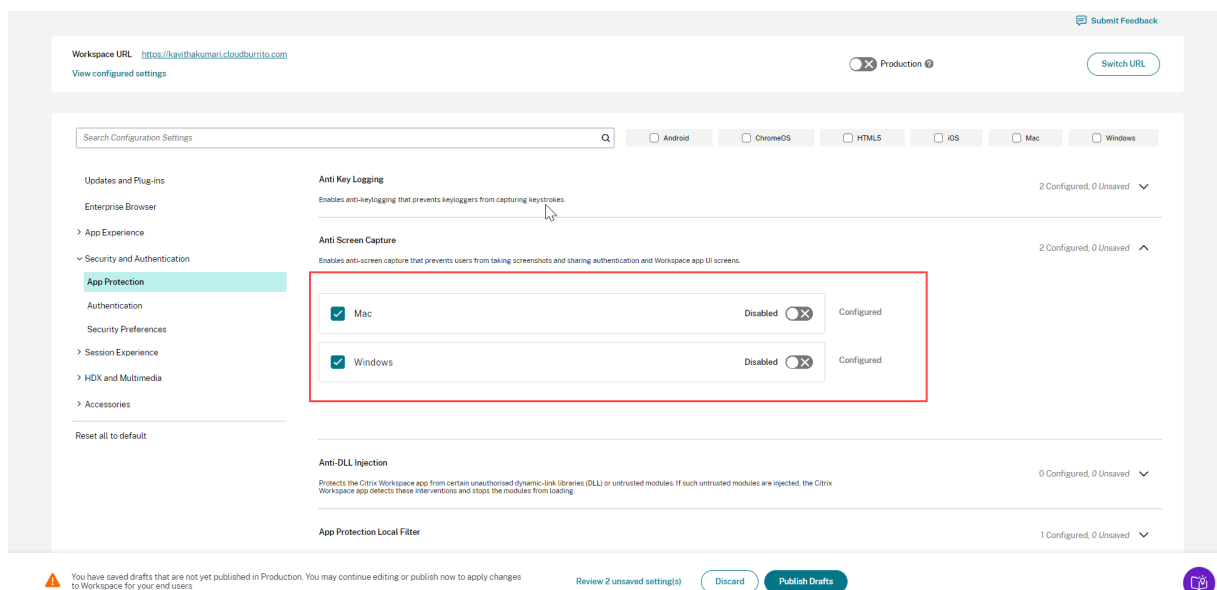 Submit Feedback
Workspace URL https://kavithakumari.cloudburrito.com
View configured settings
Production
Switch URL
Search Configuration Settings
Android
ChromeOS
HTML5
iOS
Mac
Windows
Updates and Plug-ins
Enterprise Browser
App Experience
Security and Authentication
App Protection
Authentication
Security Preferences
Session Experience
HDX and Multimedia
Accessories
Reset all to default
Anti Key Logging
2 Configured, 0 Unsaved
Enables anti-keylogging that prevents keyloggers from capturing keystrokes.
Anti Screen Capture
2 Configured, 0 Unsaved
Enables anti-screen capture that prevents users from taking screenshots and sharing authentication and Workspace app UI screens.
Mac
Disabled
Configured
Windows
Disabled
Configured
Anti-DLL Injection
0 Configured, 0 Unsaved
Protects the Citrix Workspace app from certain unauthorised dynamic-link libraries (DLL) or untrusted modules. If such untrusted modules are injected, the Citrix
Workspace app detects these interventions and stops the modules from loading.
App Protection Local Filter
1 Configured, 0 Unsaved
You have saved drafts that are not yet published in Production. You may continue editing or publish now to apply changes
to Workspace for your end users
Review 2 unsaved setting(s)
Discard
Publish Drafts